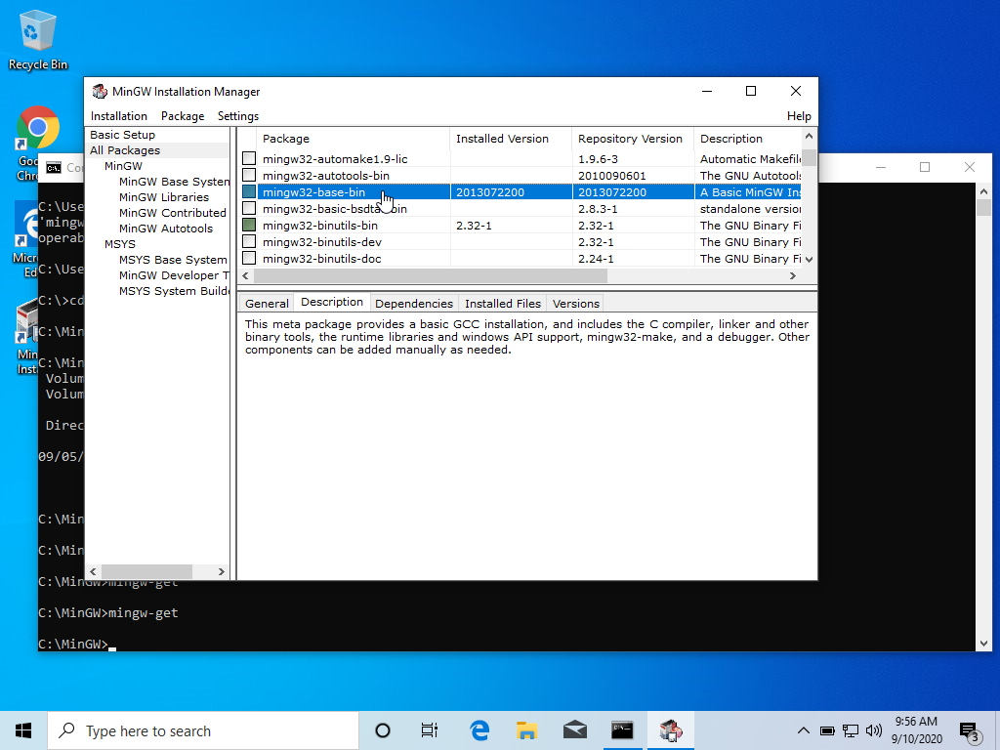 Recycle Bin
Goo
Chro
Micro
Ed
Min
Inst
MinGW Installation Manager
Installation Package Settings Help
Basic Setup
All Packages
MinGW
MinGW Base System
MinGW Libraries
MinGW Contributed
MinGW Autotools
MSYS
MSYS Base System
MinGW Developer T
MSYS System Builde
Package Installed Version Repository Version Description
mingw32-automake1.9-lic 1.9.6-3 Automatic Makefile
mingw32-autotools-bin 2010090601 The GNU Autotools
mingw32-base-bin 2013072200 2013072200 A Basic MinGW Ins
mingw32-basic-bsdtar-bin 2.8.3-1 standalone version
mingw32-binutils-bin 2.32-1 2.32-1 The GNU Binary Fi
mingw32-binutils-dev 2.32-1 The GNU Binary Fi
mingw32-binutils-doc 2.24-1 The GNU Binary Fi
General Description Dependencies Installed Files Versions
This meta package provides a basic GCC installation, and includes the C compiler, linker and other
binary tools, the runtime libraries and windows API support, mingw32-make, and a debugger. Other
components can be added manually as needed.
Co
C:\Use
'mingw
operab
C:\Use
C:\>cd
C:\Min
C:\Min
Volum
Volum
Direc
09/05/
C:\Min
C:\Min
C:\MinGW>mingw-get
C:\MinGW>mingw-get
C:\MinGW>
Type here to search
9:56 AM
9/10/2020
3